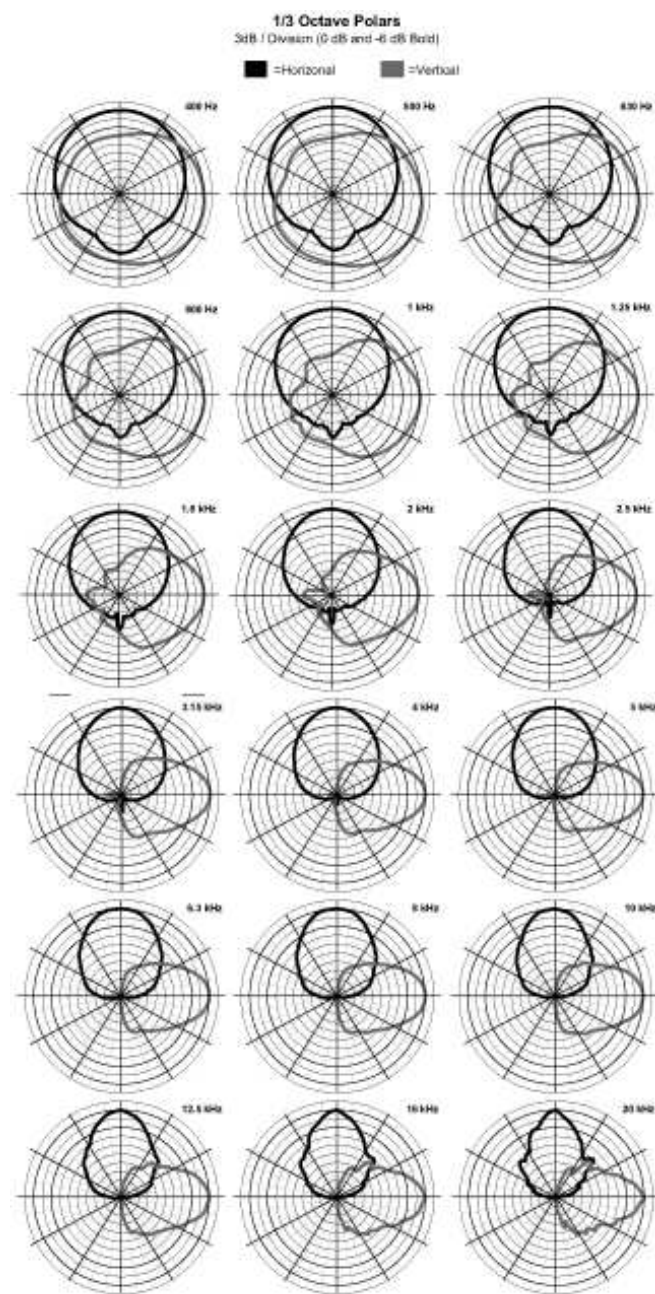 1/3 Octave Polars
3dB / Division (0 dB and -6 dB Bold)
=Horizonal =Vertical
400 Hz 500 Hz 630 Hz
800 Hz 1 kHz 1.25 kHz
1.6 kHz 2 kHz 2.5 kHz
3.15 kHz 4 kHz 5 kHz
6.3 kHz 8 kHz 10 kHz
12.5 kHz 16 kHz 20 kHz